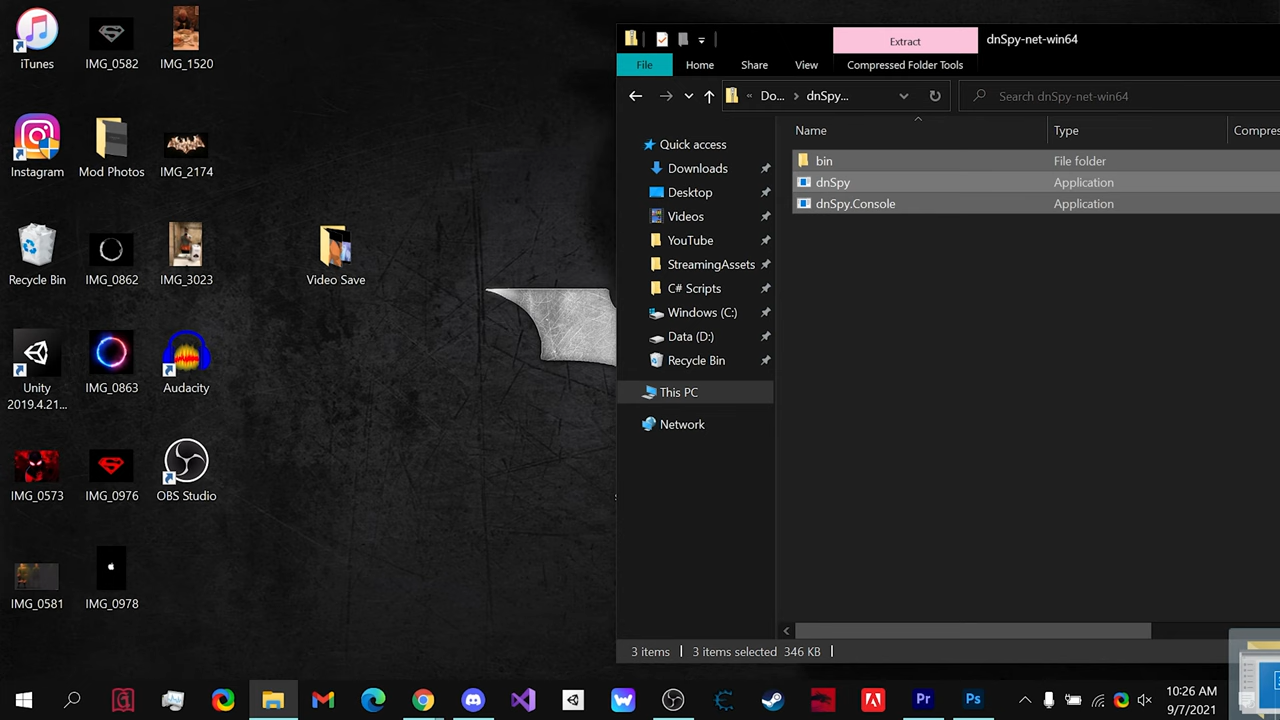 iTunes
IMG_0582
IMG_1520
Instagram
Mod Photos
IMG_2174
Recycle Bin
IMG_0862
IMG_3023
Video Save
Unity
2019.4.21...
IMG_0863
Audacity
IMG_0573
IMG_0976
OBS Studio
IMG_0581
IMG_0978
Extract
dnSpy-net-win64
File
Home
Share
View
Compressed Folder Tools
« Do... > dnSpy...
Search dnSpy-net-win64
Name
Type
Compres
Quick access
Downloads
Desktop
Videos
YouTube
StreamingAssets
C# Scripts
Windows (C:)
Data (D:)
Recycle Bin
This PC
Network
bin File folder
dnSpy Application
dnSpy.Console Application
3 items
3 items selected 346 KB
Pr
Ps
10:26 AM
9/7/2021